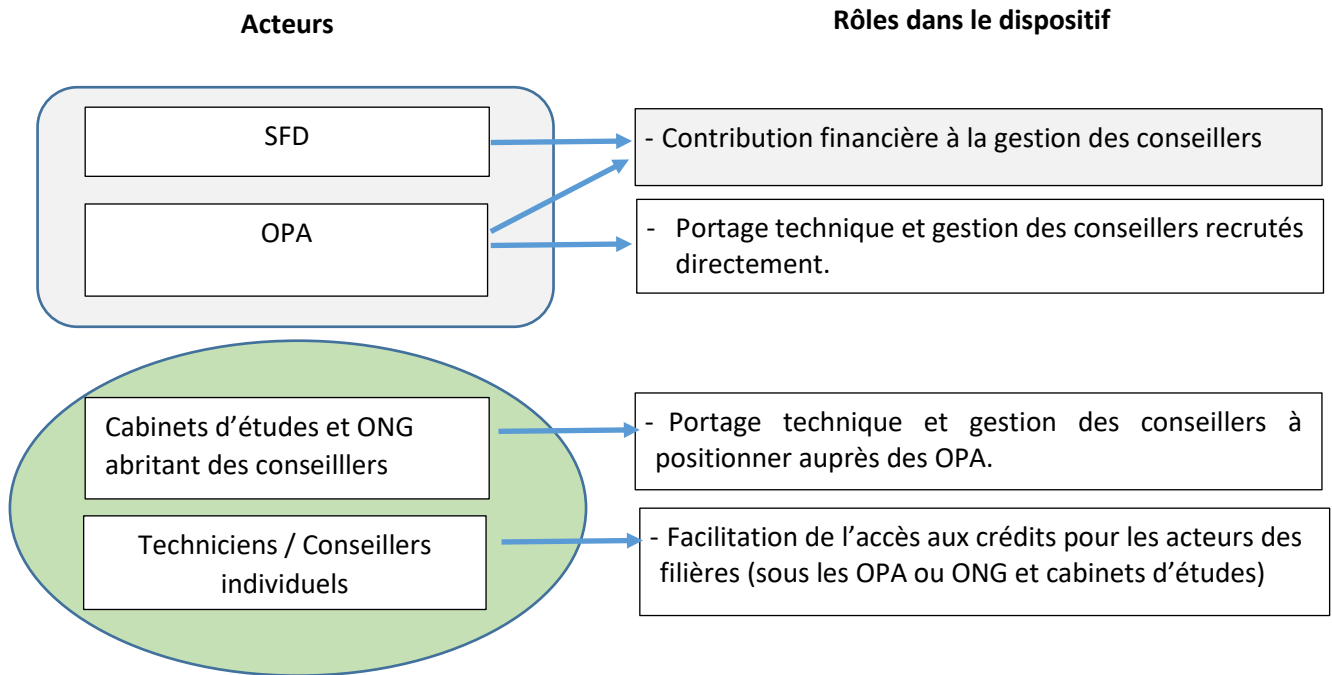 Acteurs
Rôles dans le dispositif
SFD
- Contribution financière à la gestion des conseillers
OPA
- Portage technique et gestion des conseillers recrutés
directement.
Cabinets d’études et ONG
abritant des conseilllers
- Portage technique et gestion des conseillers à
positionner auprès des OPA.
Techniciens / Conseillers
individuels
- Facilitation de l’accès aux crédits pour les acteurs des
filières (sous les OPA ou ONG et cabinets d’études)